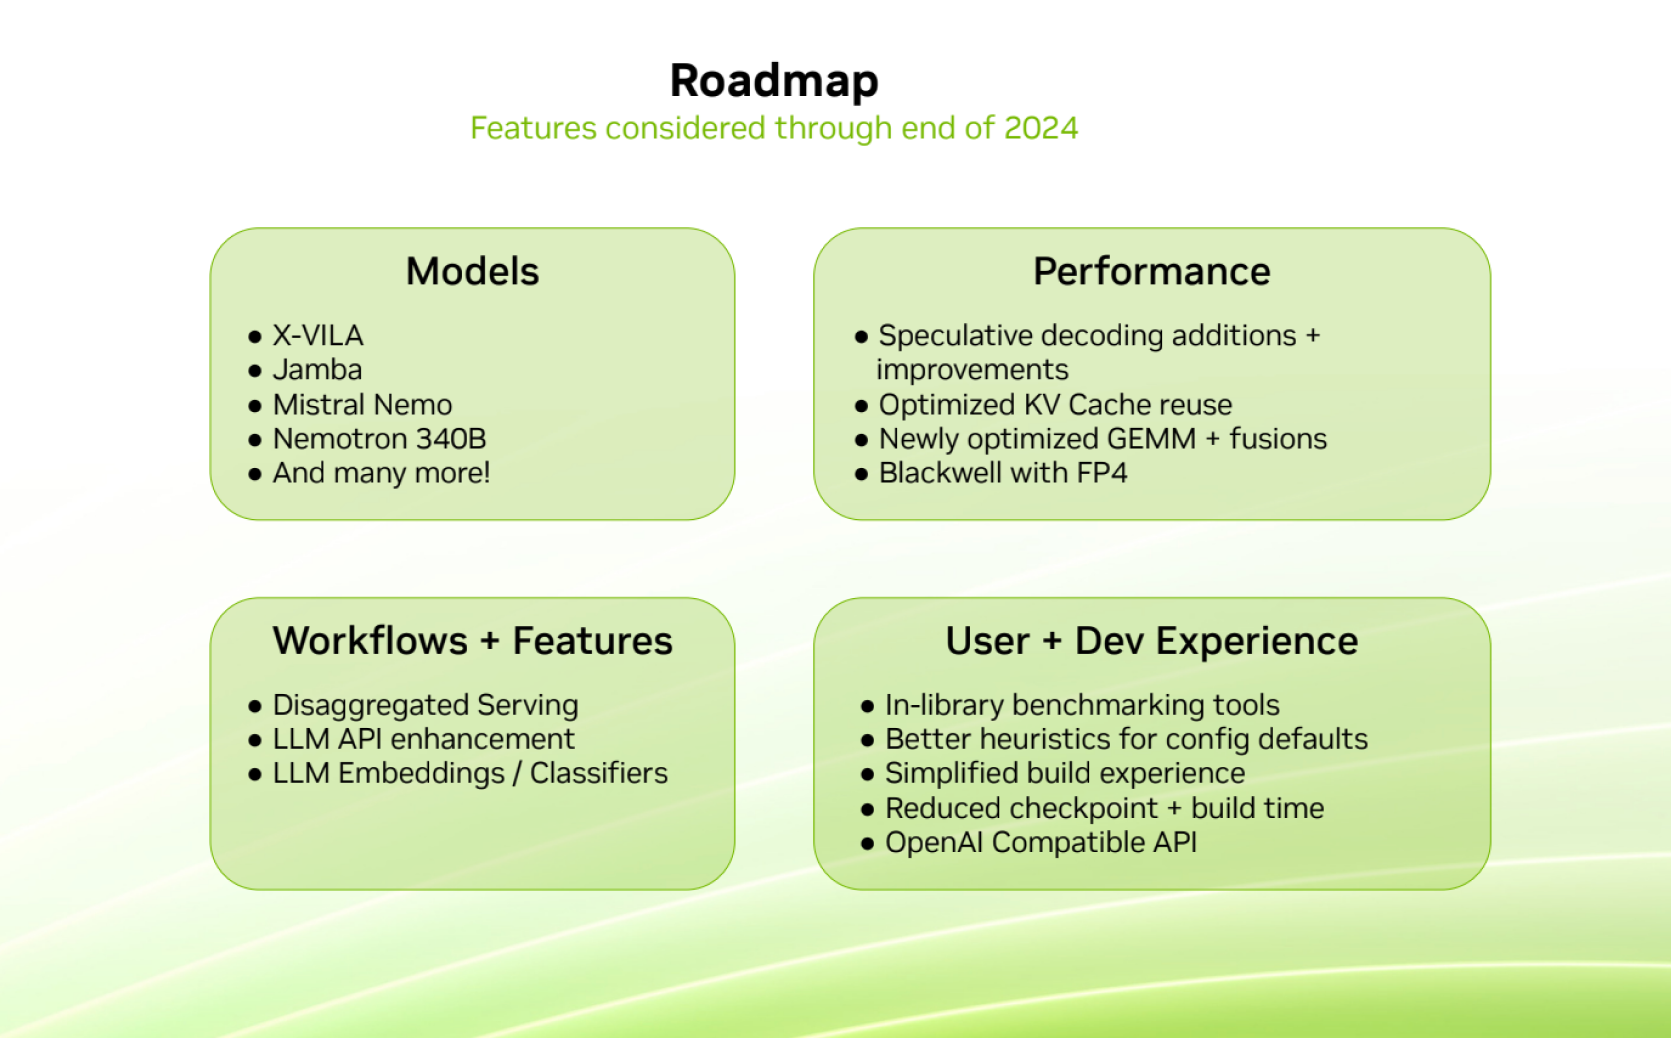 Roadmap
Features considered through end of 2024
Models
● X-VILA
● Jamba
● Mistral Nemo
● Nemotron 340B
● And many more!
Performance
● Speculative decoding additions +
improvements
● Optimized KV Cache reuse
● Newly optimized GEMM + fusions
● Blackwell with FP4
Workflows + Features
● Disaggregated Serving
● LLM API enhancement
● LLM Embeddings / Classifiers
User + Dev Experience
● In-library benchmarking tools
● Better heuristics for config defaults
● Simplified build experience
● Reduced checkpoint + build time
● OpenAI Compatible API